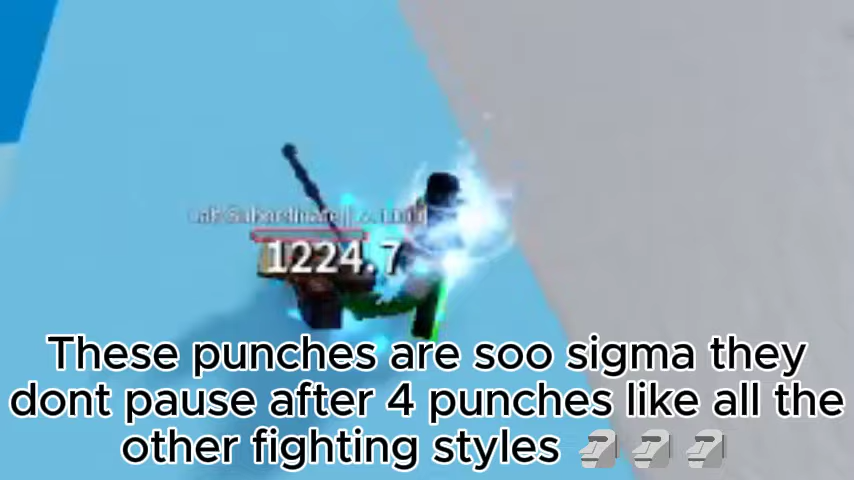 1224.7
These punches are soo sigma they
dont pause after 4 punches like all the
other fighting styles 🗿🗿🗿